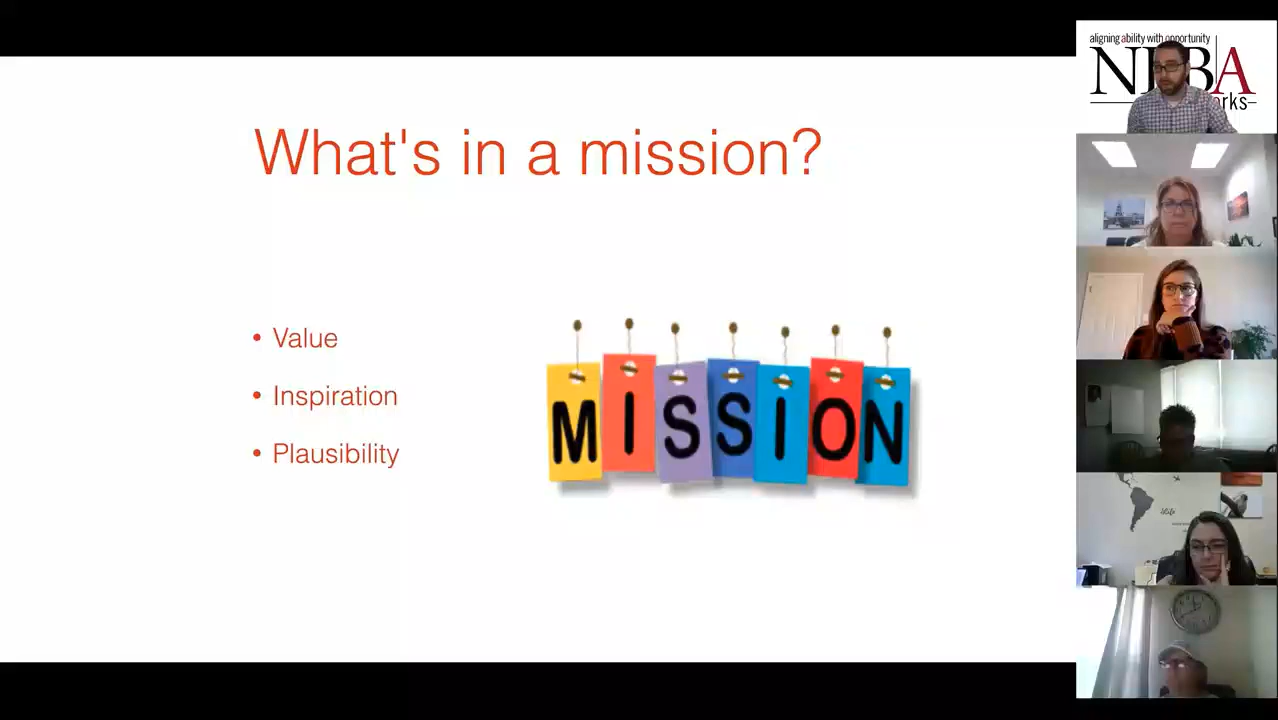 What's in a mission?
• Value
• Inspiration
• Plausibility
MISSION
aligning ability with opportunity